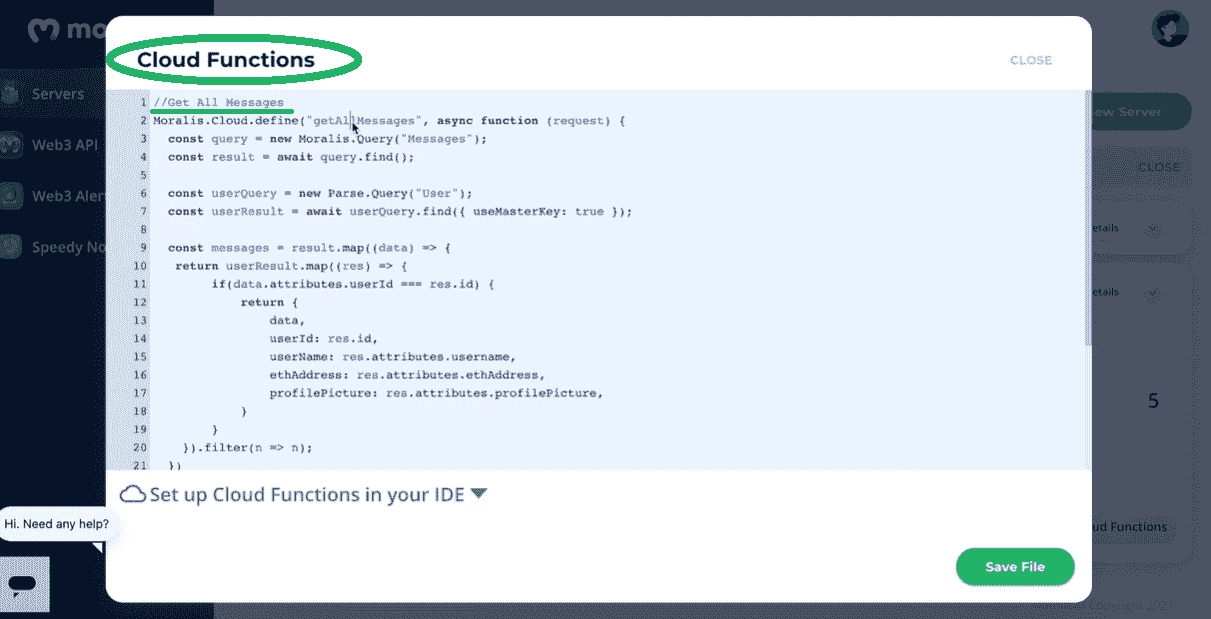 mo
Servers
Web3 API
Web3 Aler
Speedy No
Hi. Need any help?
Cloud Functions
CLOSE
1 //Get All Messages
2 Moralis.Cloud.define("getAllMessages", async function (request) {
3 const query = new Moralis.Query("Messages");
4 const result = await query.find();
5
6 const userQuery = new Parse.Query("User");
7 const userResult = await userQuery.find({ useMasterKey: true });
8
9 const messages = result.map((data) => {
10 return userResult.map((res) => {
11 if(data.attributes.userId === res.id) {
12 return {
13 data,
14 userId: res.id,
15 userName: res.attributes.username,
16 ethAddress: res.attributes.ethAddress,
17 profilePicture: res.attributes.profilePicture,
18 }
19 }
20 }).filter(n => n);
21 })
Set up Cloud Functions in your IDE
Save File
ew Server
CLOSE
etails
etails
5
ud Functions
Moralis © Copyright 2021